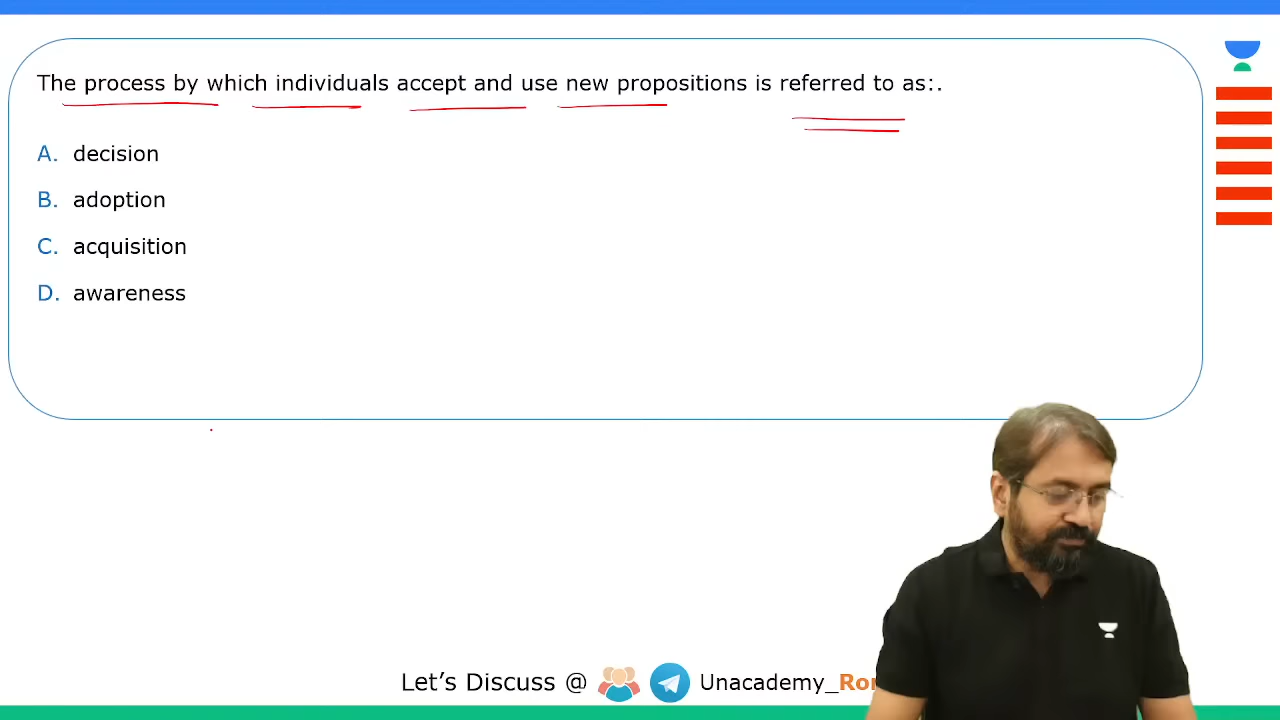 The process by which individuals accept and use new propositions is referred to as:.
A. decision
B. adoption
C. acquisition
D. awareness
Let’s Discuss @ Unacademy_Ror